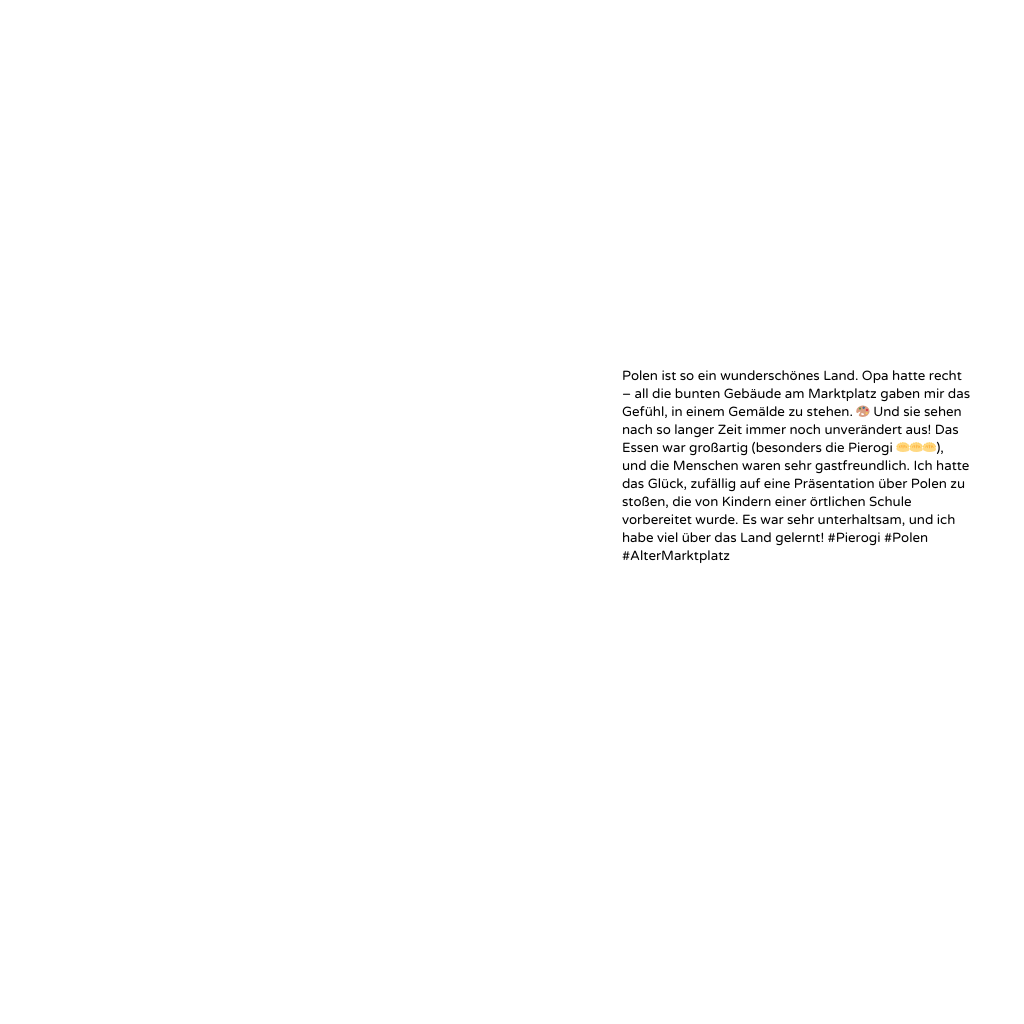 Polen ist so ein wunderschönes Land. Opa hatte recht
– all die bunten Gebäude am Marktplatz gaben mir das
Gefühl, in einem Gemälde zu stehen. 🎨 Und sie sehen
nach so langer Zeit immer noch unverändert aus! Das
Essen war großartig (besonders die Pierogi 🥟🥟🥟),
und die Menschen waren sehr gastfreundlich. Ich hatte
das Glück, zufällig auf eine Präsentation über Polen zu
stoßen, die von Kindern einer örtlichen Schule
vorbereitet wurde. Es war sehr unterhaltsam, und ich
habe viel über das Land gelernt! #Pierogi #Polen
#AlterMarktplatz